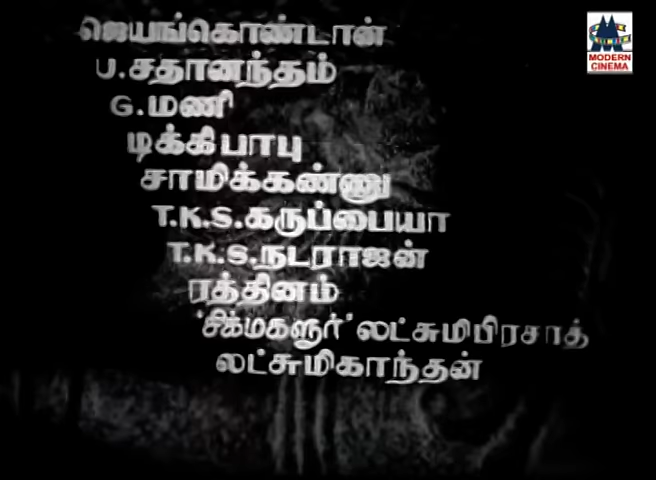 ஜெயங்கொண்டான்
U.சதானந்தம்
G.மணி
டிக்கிபாபு
சாமிக்கண்ணு
T.K.S.கருப்பையா
T.K.S.நடராஜன்
ரத்தினம்
'சிக்மகளூர்' லட்சுமிபிரசாத்
லட்சுமிகாந்தன்
MODERN
CINEMA